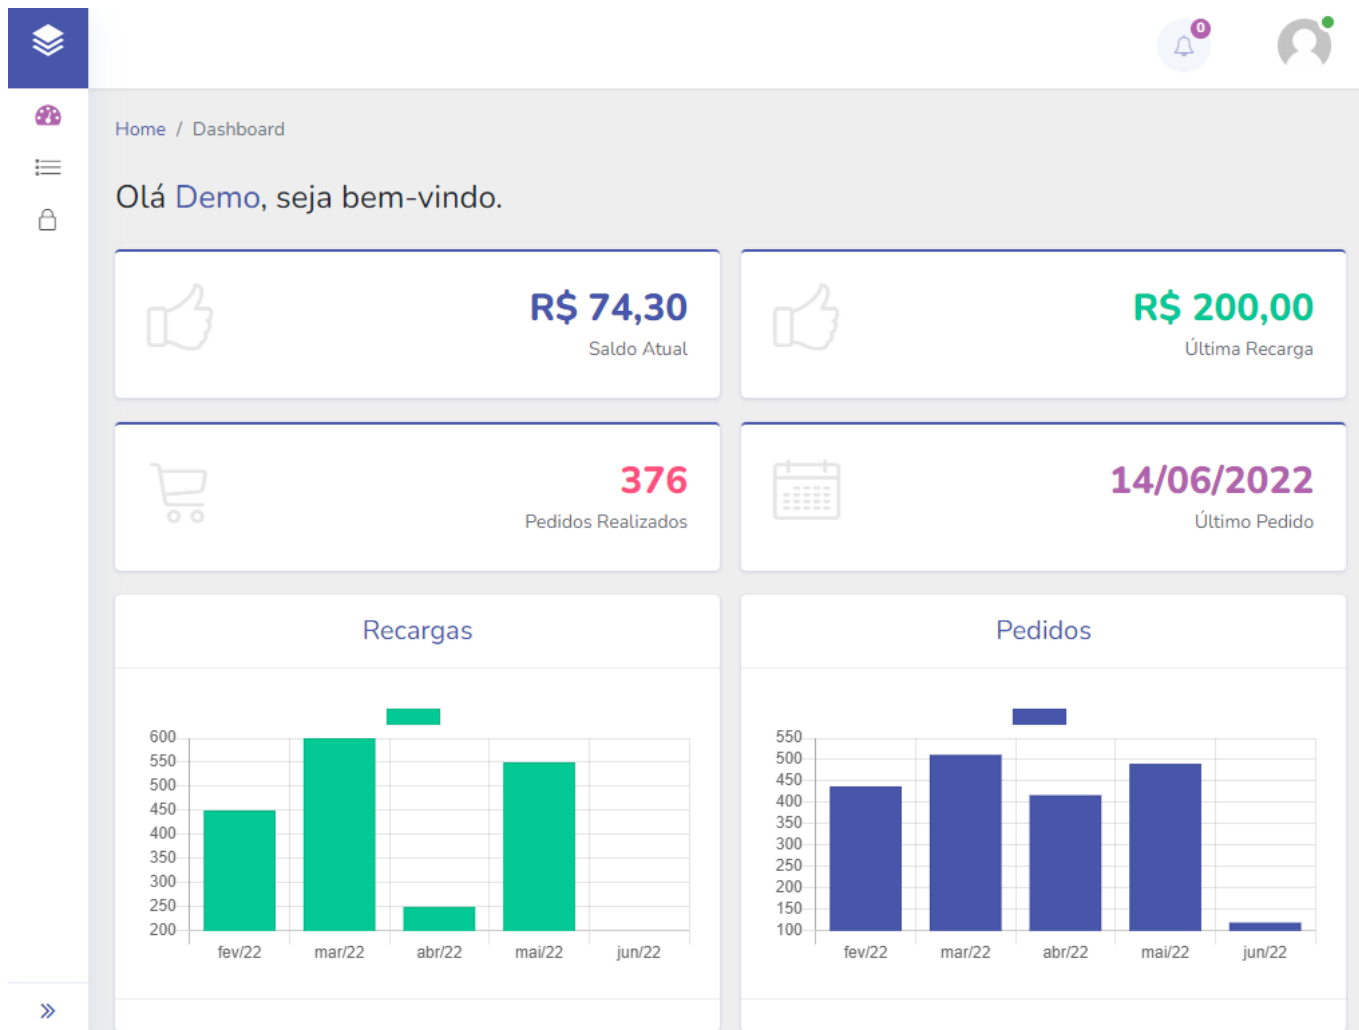 0
Home / Dashboard
Olá Demo, seja bem-vindo.
R$ 74,30
Saldo Atual
R$ 200,00
Última Recarga
376
Pedidos Realizados
14/06/2022
Último Pedido
Recargas
600
550
500
450
400
350
300
250
200
fev/22 mar/22 abr/22 mai/22 jun/22
Pedidos
550
500
450
400
350
300
250
200
150
100
fev/22 mar/22 abr/22 mai/22 jun/22